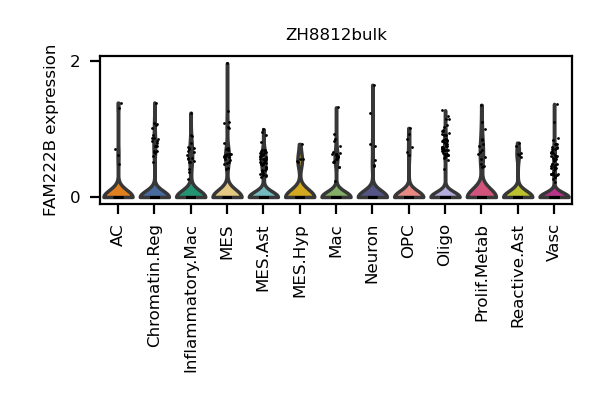 ZH8812bulk
FAM222B expression
2
0
AC
Chromatin.Reg
Inflammatory.Mac
MES
MES.Ast
MES.Hyp
Mac
Neuron
OPC
Oligo
Prolif.Metab
Reactive.Ast
Vasc